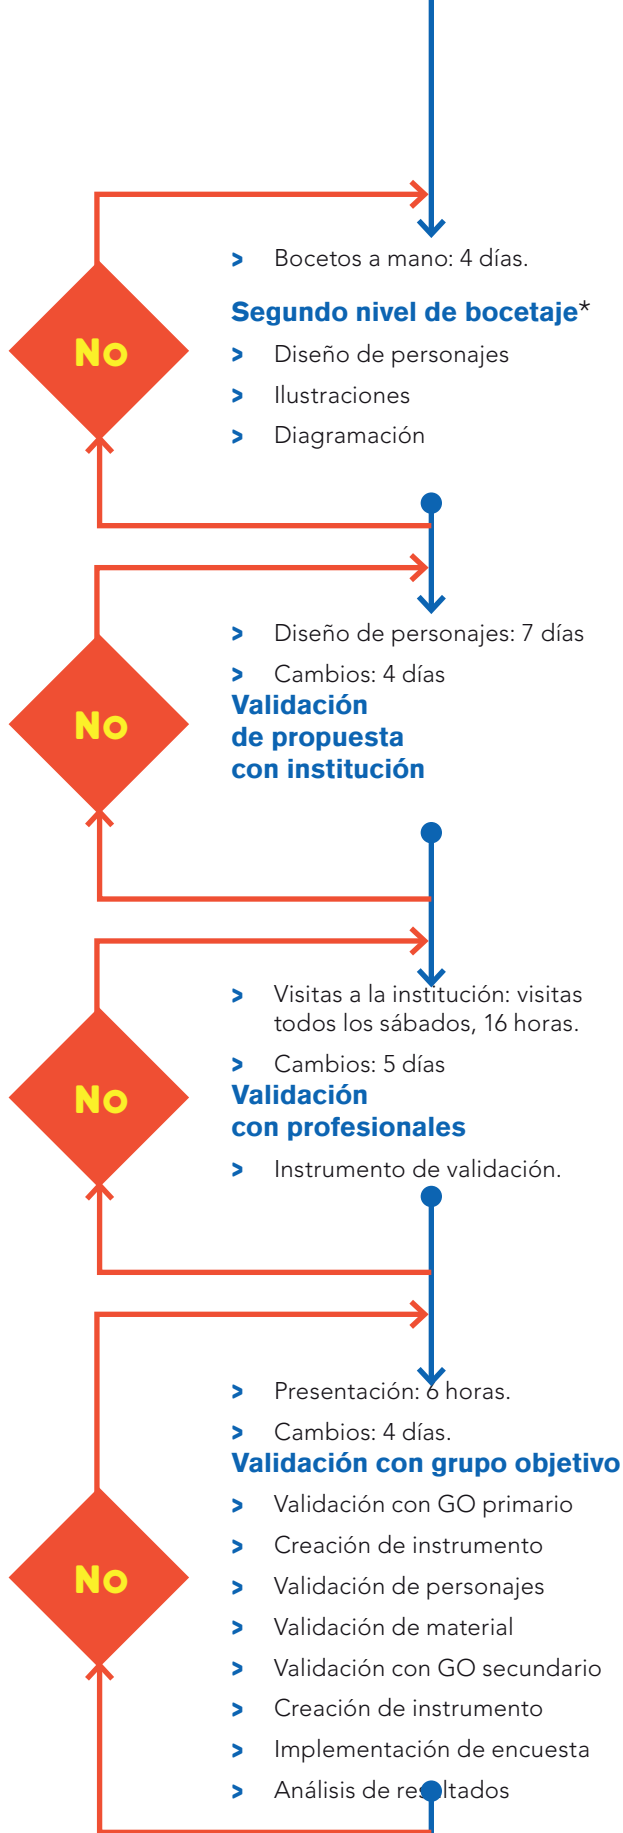 > Bocetos a mano: 4 días.
Segundo nivel de bocetaje*
No
> Diseño de personajes
> Ilustraciones
> Diagramación
> Diseño de personajes: 7 días
> Cambios: 4 días
Validación
de propuesta
con institución
No
> Visitas a la institución: visitas
todos los sábados, 16 horas.
> Cambios: 5 días
Validación
con profesionales
No
> Instrumento de validación.
> Presentación: 6 horas.
> Cambios: 4 días.
Validación con grupo objetivo
> Validación con GO primario
> Creación de instrumento
No
> Validación de personajes
> Validación de material
> Validación con GO secundario
> Creación de instrumento
> Implementación de encuesta
> Análisis de resultados